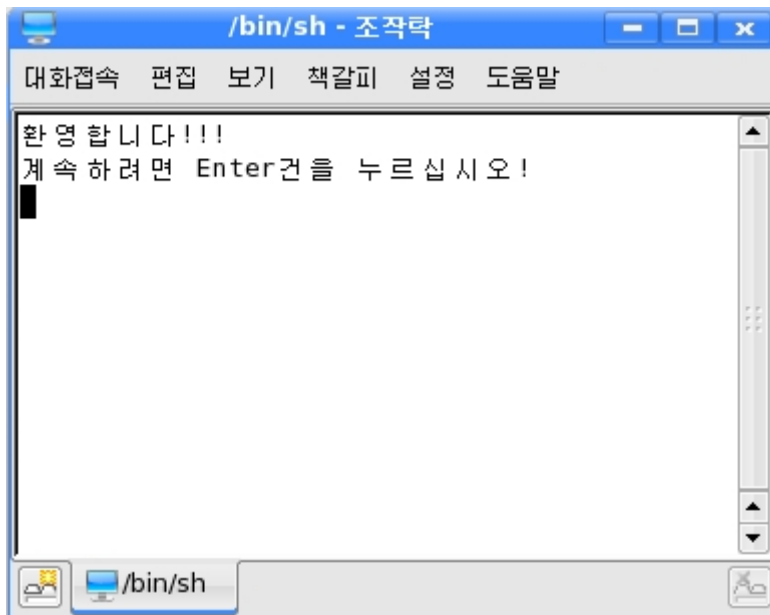 /bin/sh - 조작탁
대화접속 편집 보기 책갈피 설정 도움말
환영합니다!!!
계속하려면 Enter건을 누르십시오!
/bin/sh